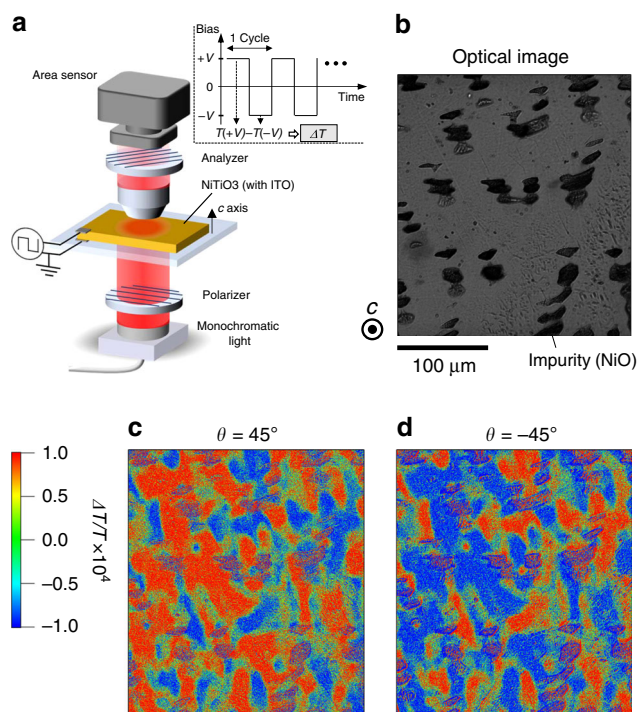 a
Bias
1 Cycle
+V
0
Time
−V
T(+V)−T(−V)
ΔT
Area sensor
Analyzer
NiTiO3 (with ITO)
c axis
Polarizer
Monochromatic
light
b
Optical image
c
100 μm
Impurity (NiO)
c
θ = 45°
d
θ = −45°
1.0
0.5
0.0
−0.5
−1.0
ΔT/T ×10⁴